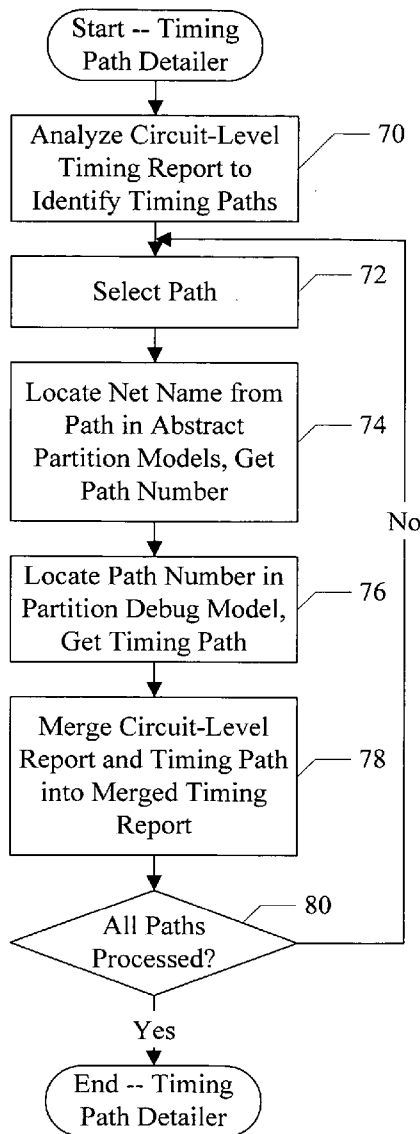 Start -- Timing
Path Detailer
Analyze Circuit-Level
Timing Report to
Identify Timing Paths
70
Select Path
72
Locate Net Name from
Path in Abstract
Partition Models, Get
Path Number
74
No
Locate Path Number in
Partition Debug Model,
Get Timing Path
76
Merge Circuit-Level
Report and Timing Path
into Merged Timing
Report
78
All Paths
Processed?
80
Yes
End -- Timing
Path Detailer